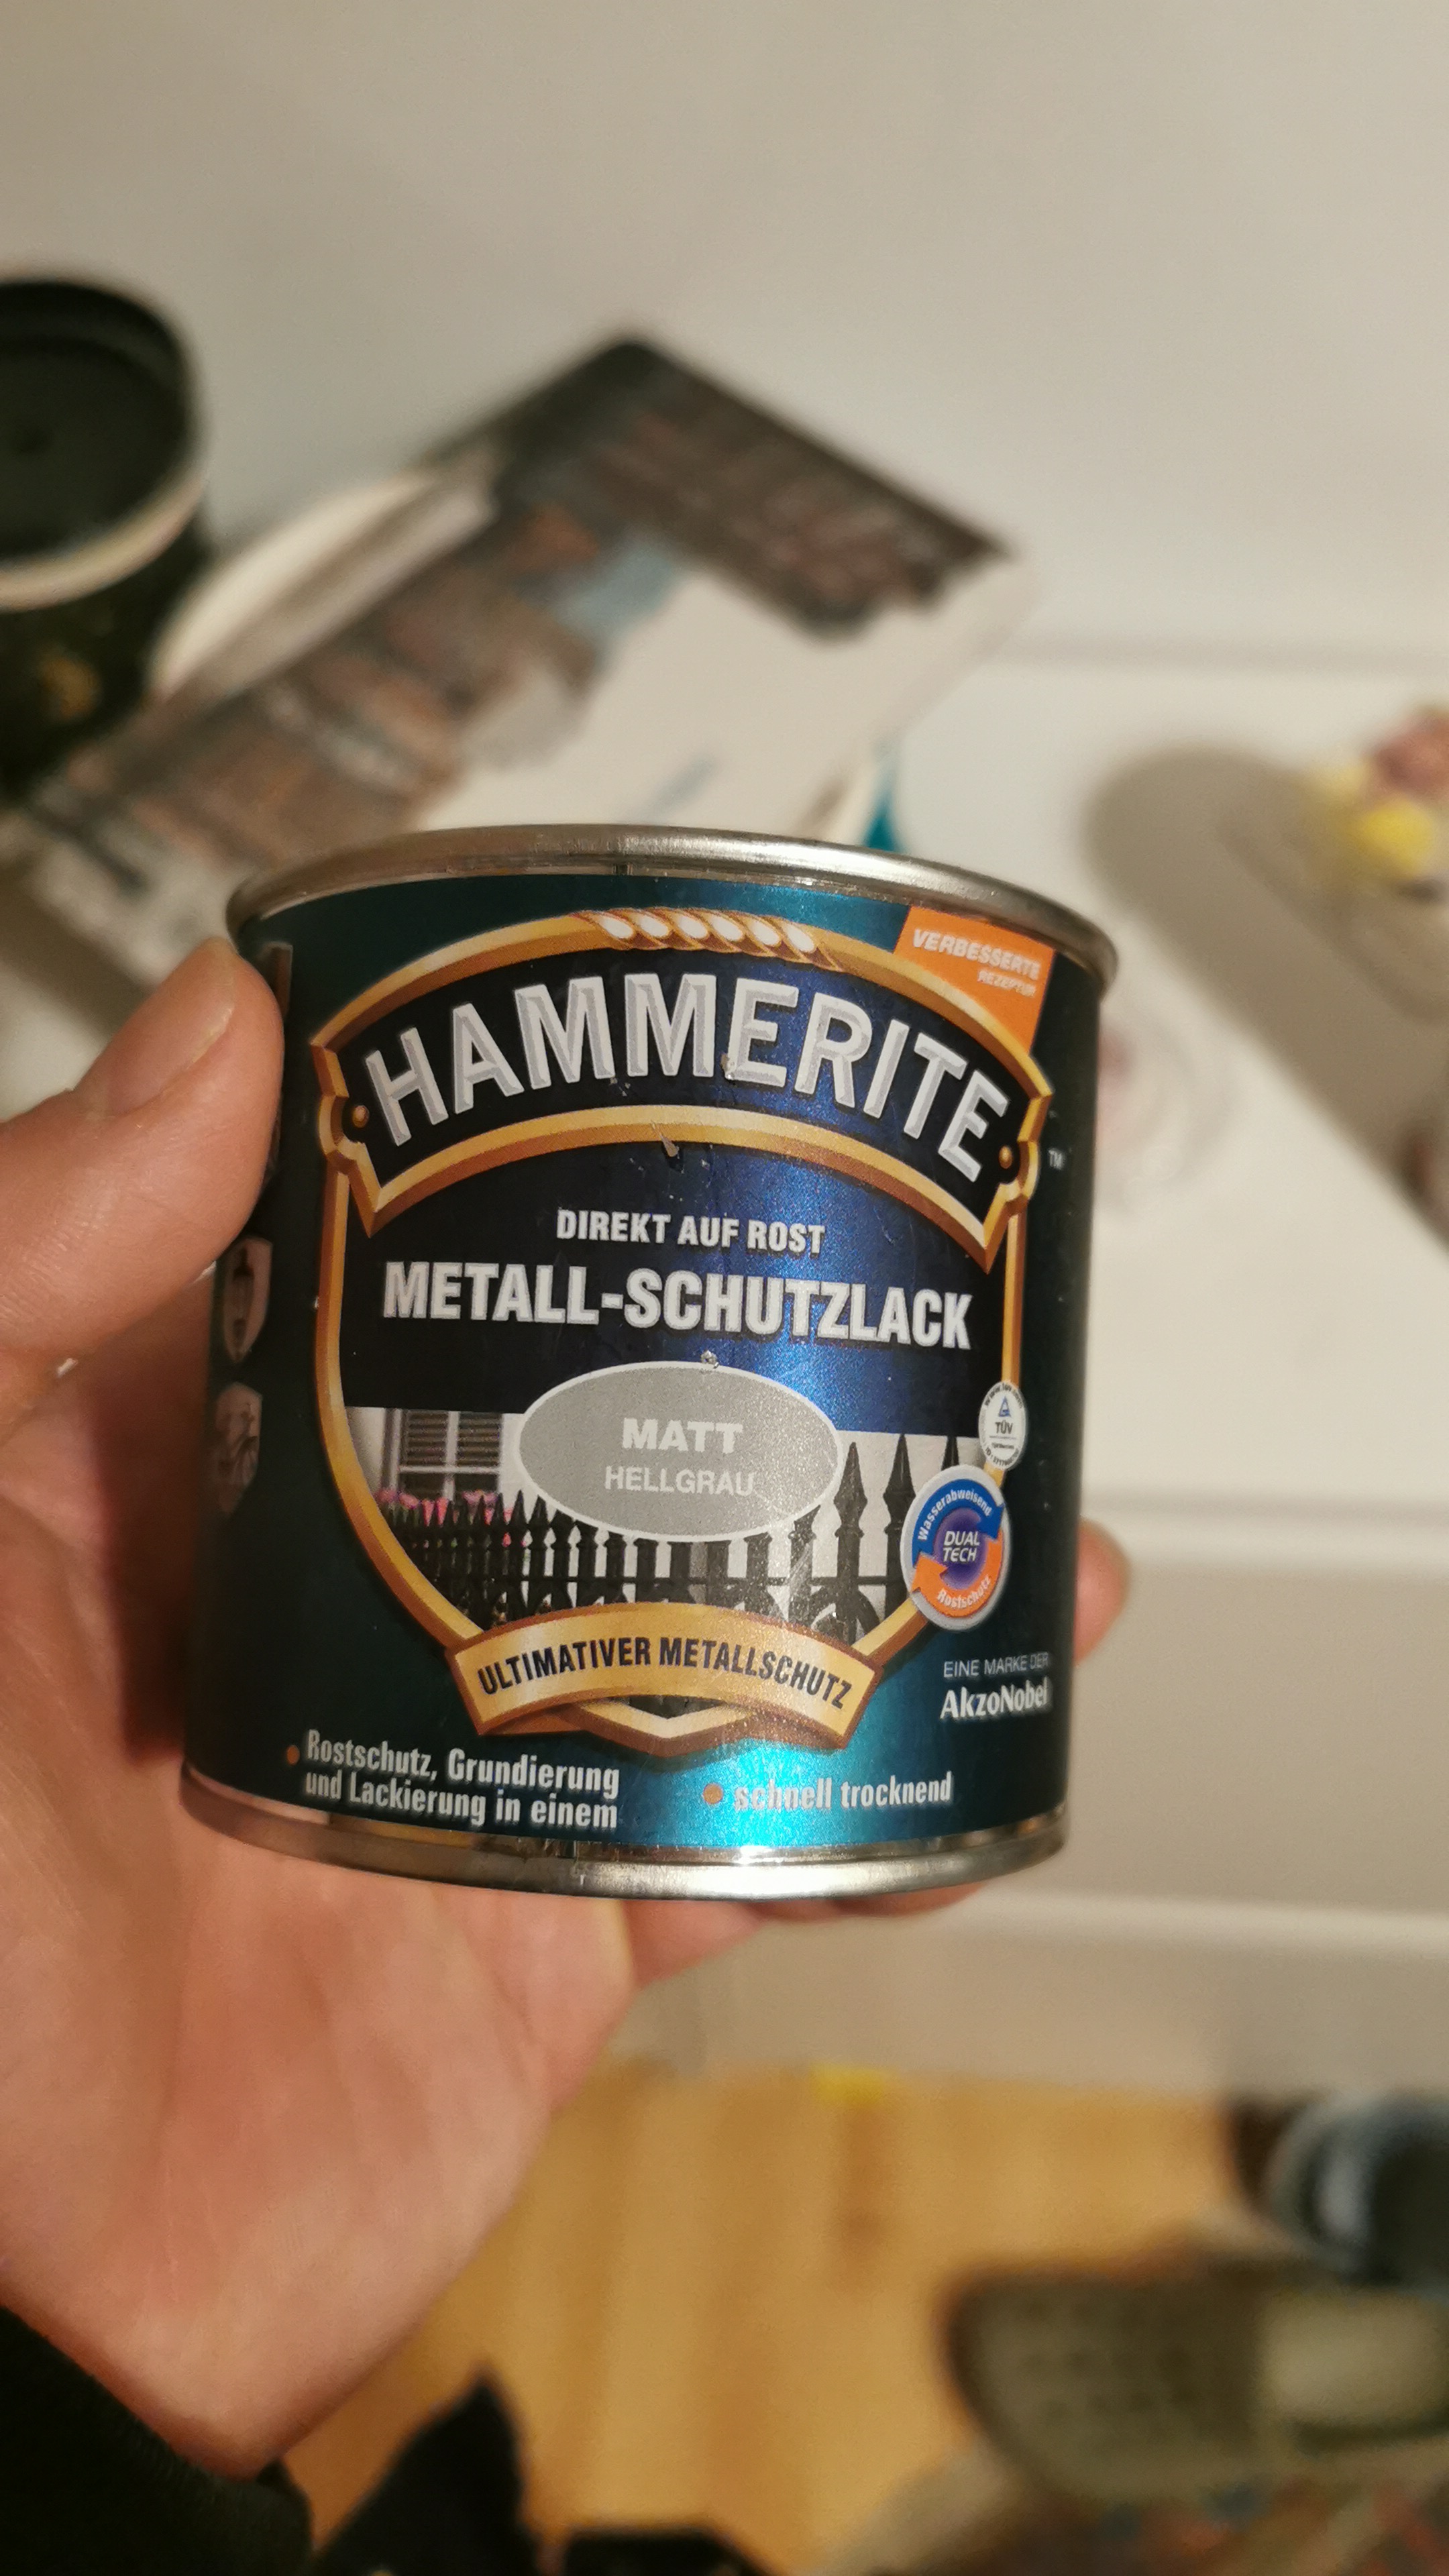 VERBESSERTE
REZEPTUR
HAMMERITE
TM
DIREKT AUF ROST
METALL-SCHUTZLACK
MATT
HELLGRAU
TÜV
Wasserabweisend
DUAL
TECH
Rostschutz
ULTIMATIVER METALLSCHUTZ
EINE MARKE DER
AkzoNobel
Rostschutz, Grundierung
und Lackierung in einem
schnell trocknend